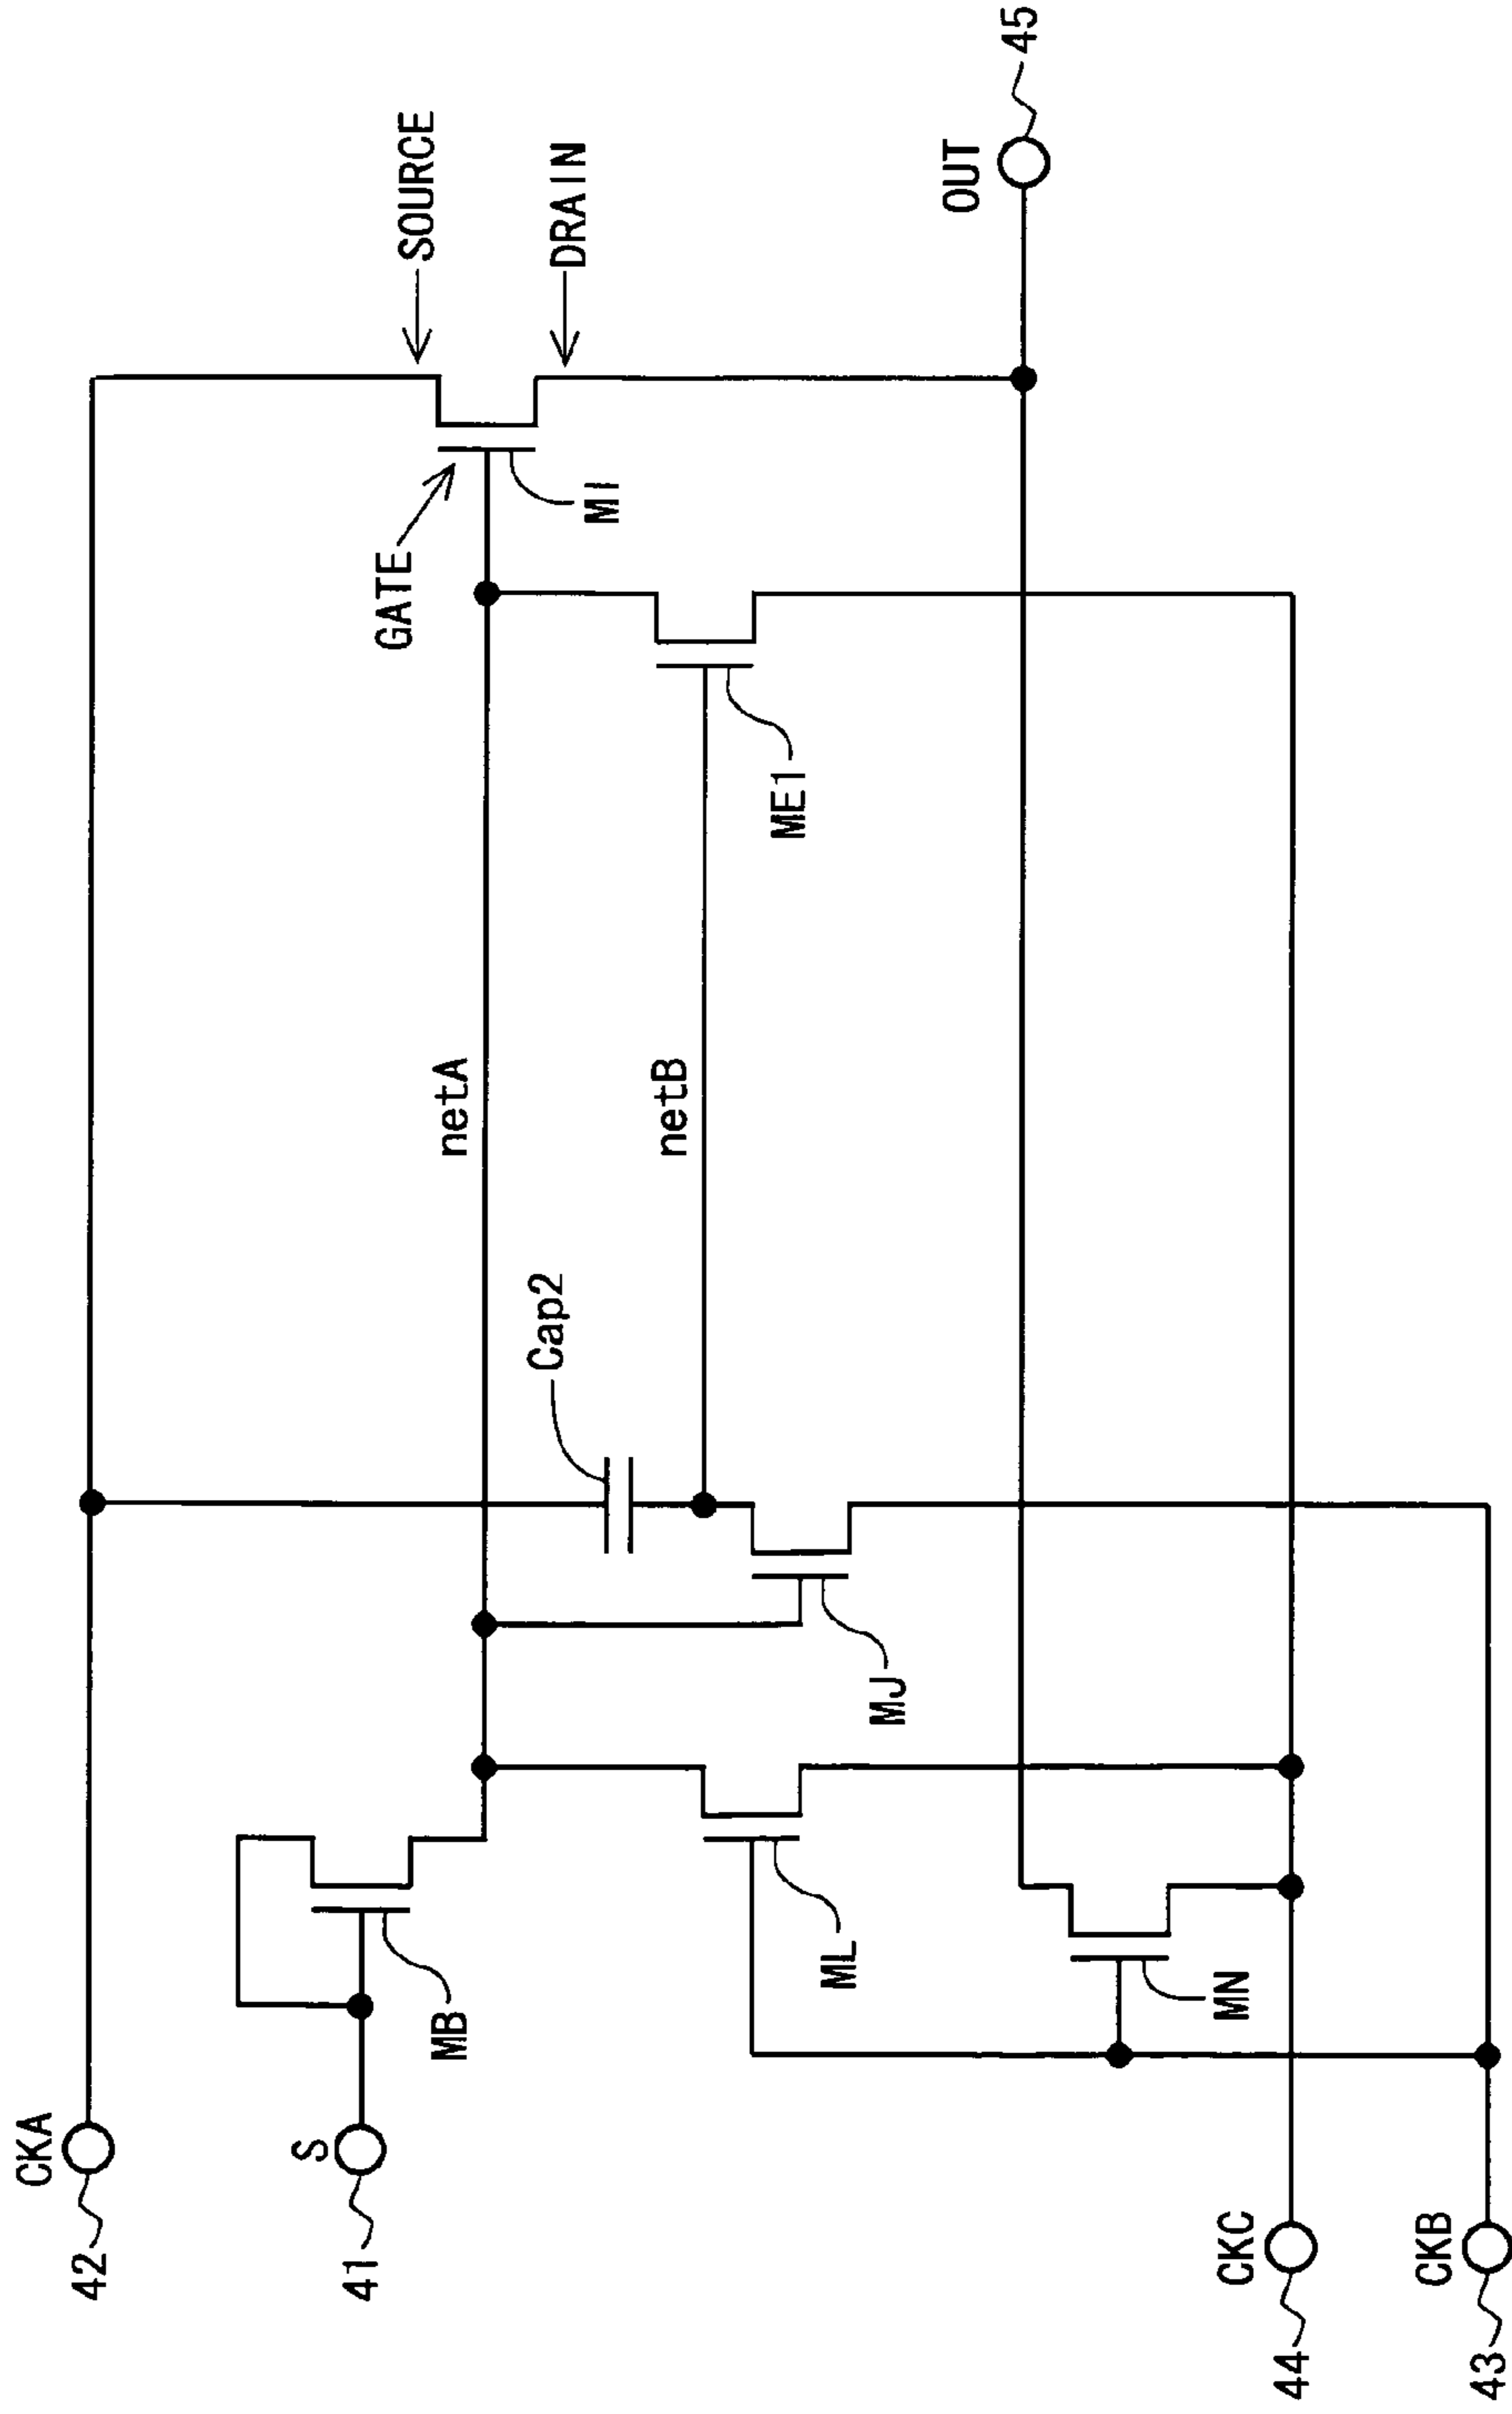 CKA
42
S
41
GATE
SOURCE
MB
netA
Cap2
DRAIN
MI
netB
ME1
ML
MJ
OUT
45
MN
CKC
44
CKB
43